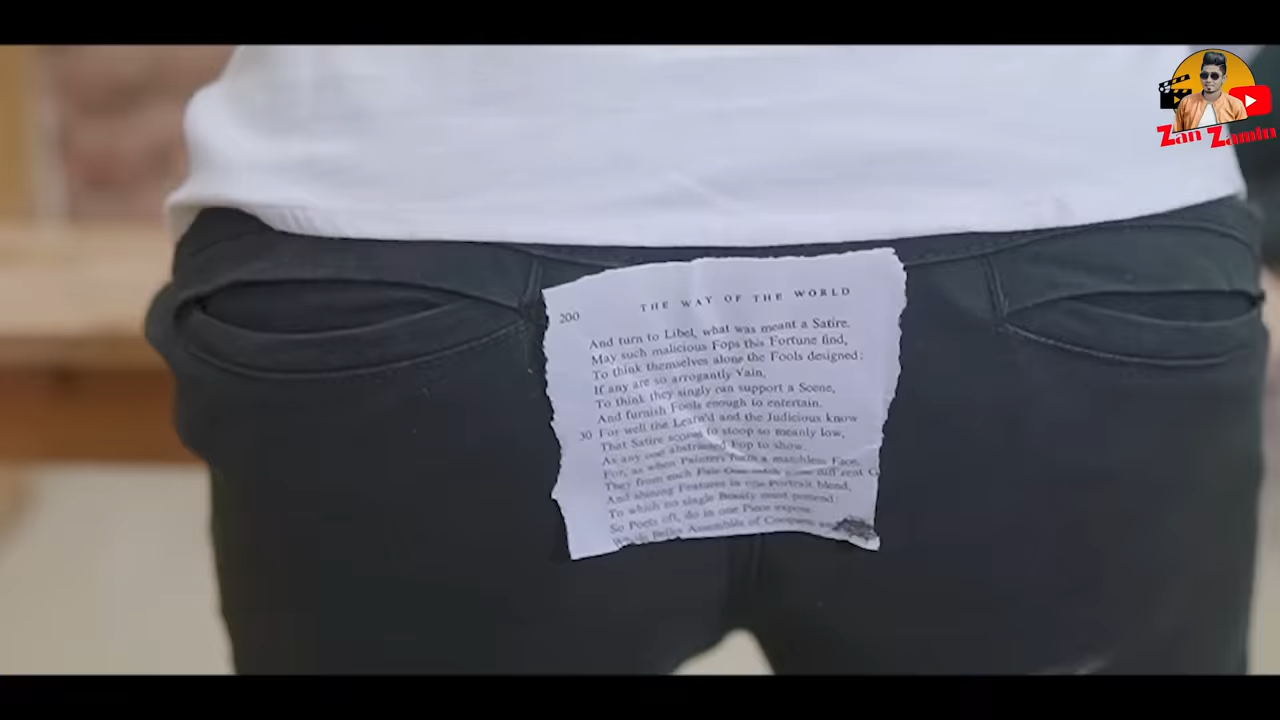 Zan Zamin
THE WAY OF THE WORLD
200
And turn to Libel, what was meant a Satire.
May such malicious Fops this Fortune find,
To think themselves alone the Fools designed:
If any are so arrogantly Vain,
To think they singly can support a Scene,
And furnish Fools enough to entertain.
30 For well the Learn'd and the Judicious know
That Satire scorns to stoop so meanly low,
As any one abstracted Fop to show.
For, as when Painters form a matchless Face,
They from each Fair One
And shining Features in one Portrait blend,
To which no single Beauty must pretend:
So Poets oft, do in one Piece expose
Whole Belles Assemblées of